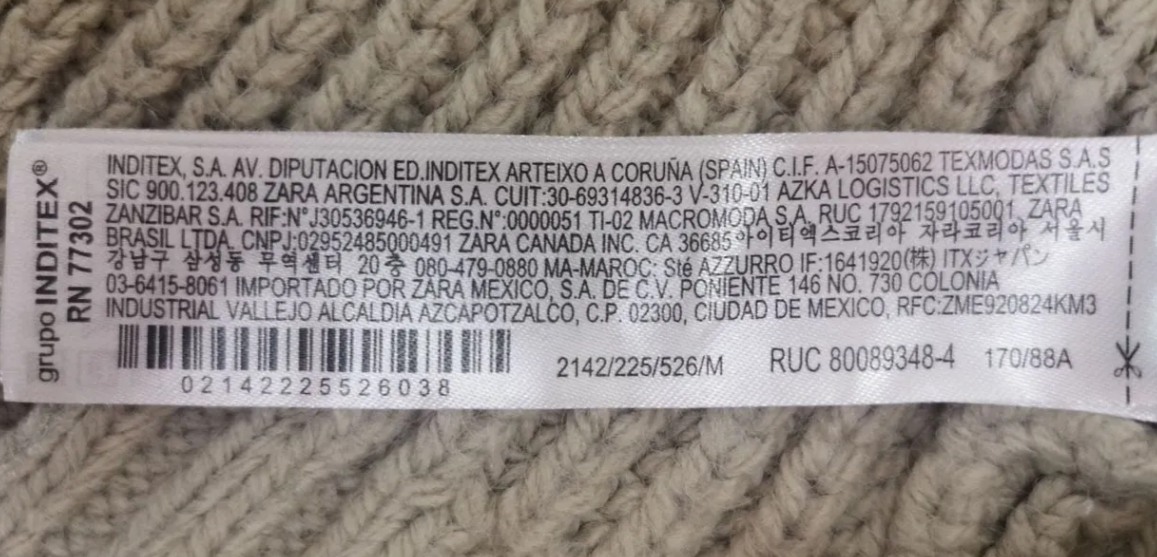 grupo INDITEX®
RN 77302
INDITEX, S.A. AV. DIPUTACION ED.INDITEX ARTEIXO A CORUÑA (SPAIN) C.I.F. A-15075062 TEXMODAS S.A.S
SIC 900.123.408 ZARA ARGENTINA S.A. CUIT:30-69314836-3 V-310-01 AZKA LOGISTICS LLC, TEXTILES
ZANZIBAR S.A. RIF:N°J30536946-1 REG.N°:0000051 TI-02 MACROMODA S.A. RUC 1792159105001 ZARA
BRASIL LTDA. CNPJ:02952485000491 ZARA CANADA INC. CA 36685 아이티엑스코리아 자라코리아 서울시
강남구 삼성동 무역센터 20층 080-479-0880 MA-MAROC: Sté AZZURRO IF:1641920 (株) ITXジャパン
03-6415-8061 IMPORTADO POR ZARA MEXICO, S.A. DE C.V. PONIENTE 146 NO. 730 COLONIA
INDUSTRIAL VALLEJO ALCALDIA AZCAPOTZALCO, C.P. 02300, CIUDAD DE MEXICO, RFC:ZME920824KM3
02142225526038
2142/225/526/M RUC 80089348-4 170/88A